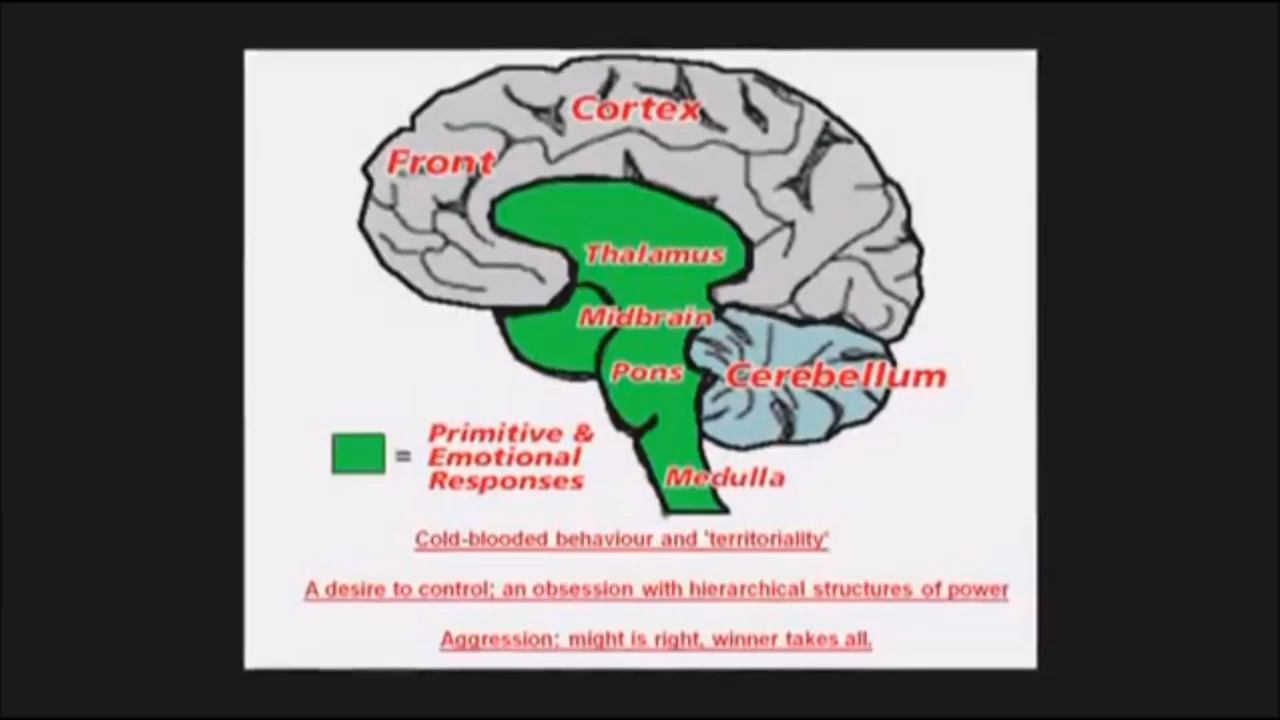 Cortex
Front
Thalamus
Midbrain
Pons
Cerebellum
= Primitive &
Emotional
Responses
Medulla
Cold-blooded behaviour and 'territoriality'
A desire to control; an obsession with hierarchical structures of power
Aggression; might is right, winner takes all.